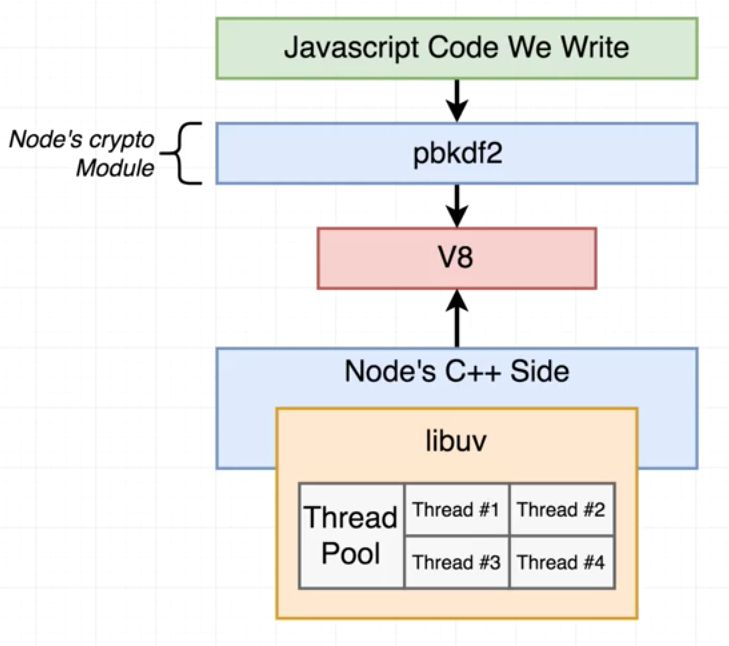 Javascript Code We Write
Node's crypto
Module
pbkdf2
V8
Node's C++ Side
libuv
Thread
Pool
Thread #1
Thread #2
Thread #3
Thread #4